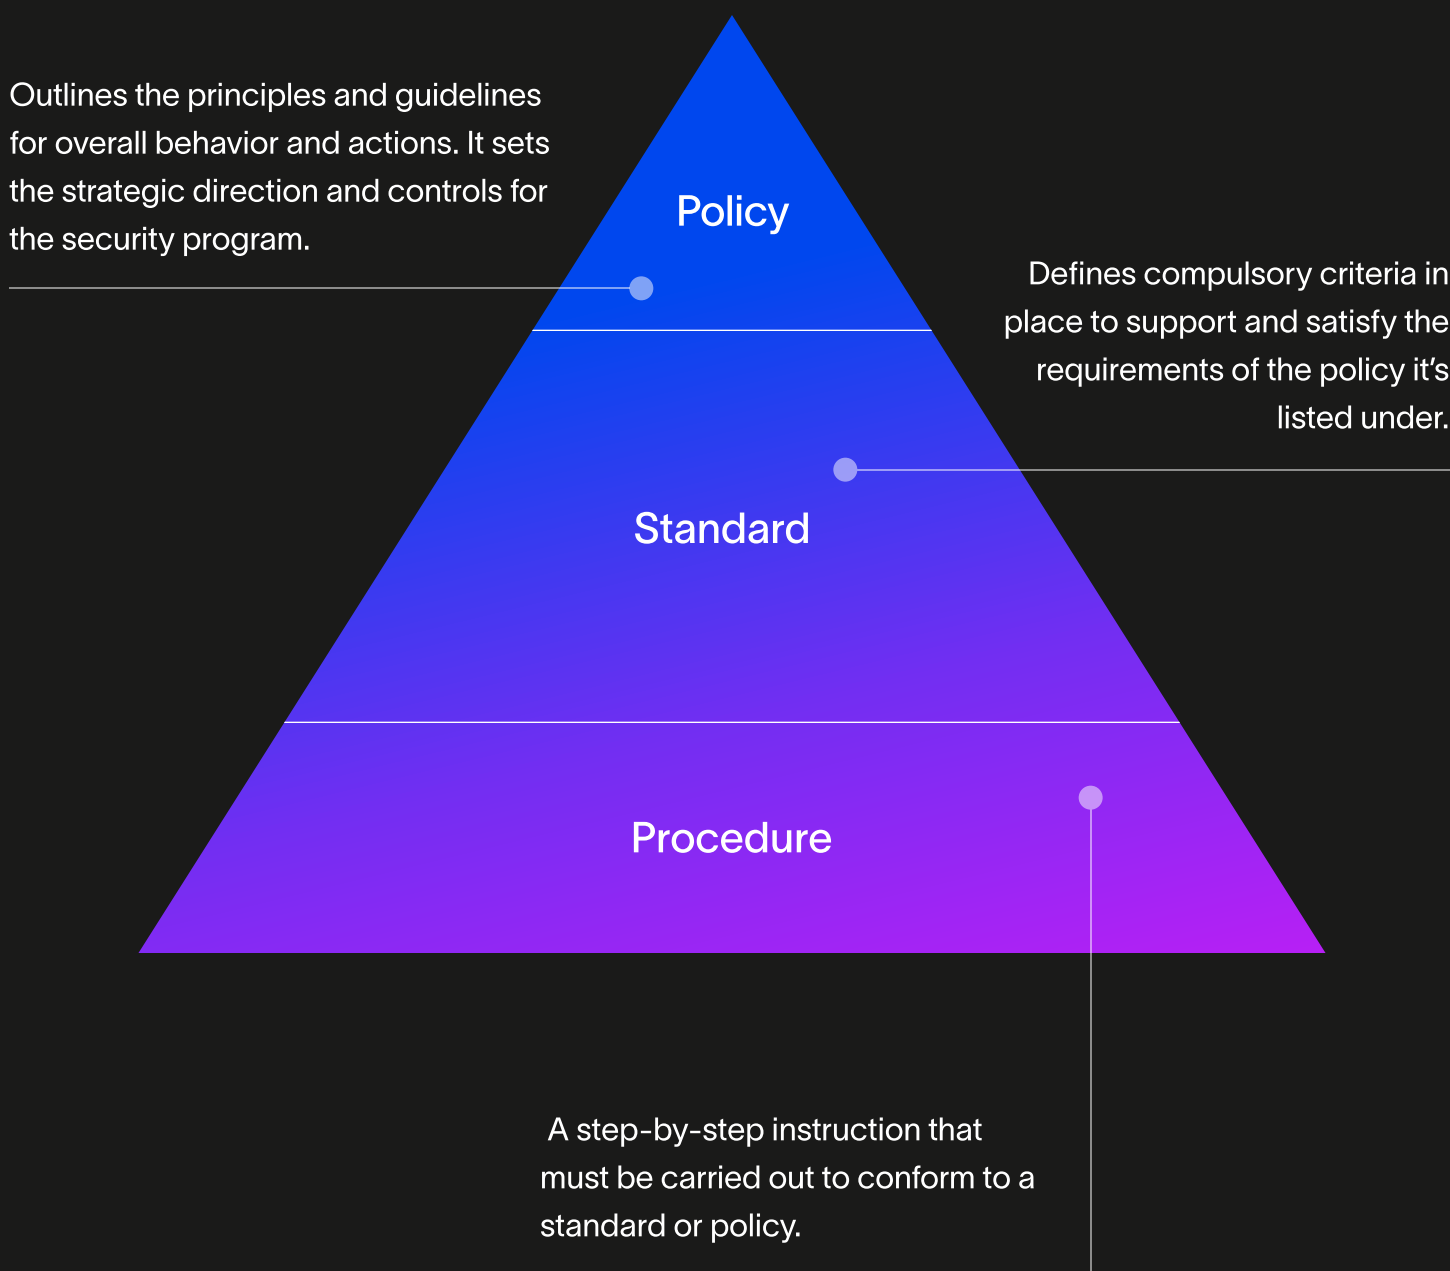 Outlines the principles and guidelines
for overall behavior and actions. It sets
the strategic direction and controls for
the security program.
Policy
Defines compulsory criteria in
place to support and satisfy the
requirements of the policy it’s
listed under.
Standard
Procedure
A step-by-step instruction that
must be carried out to conform to a
standard or policy.